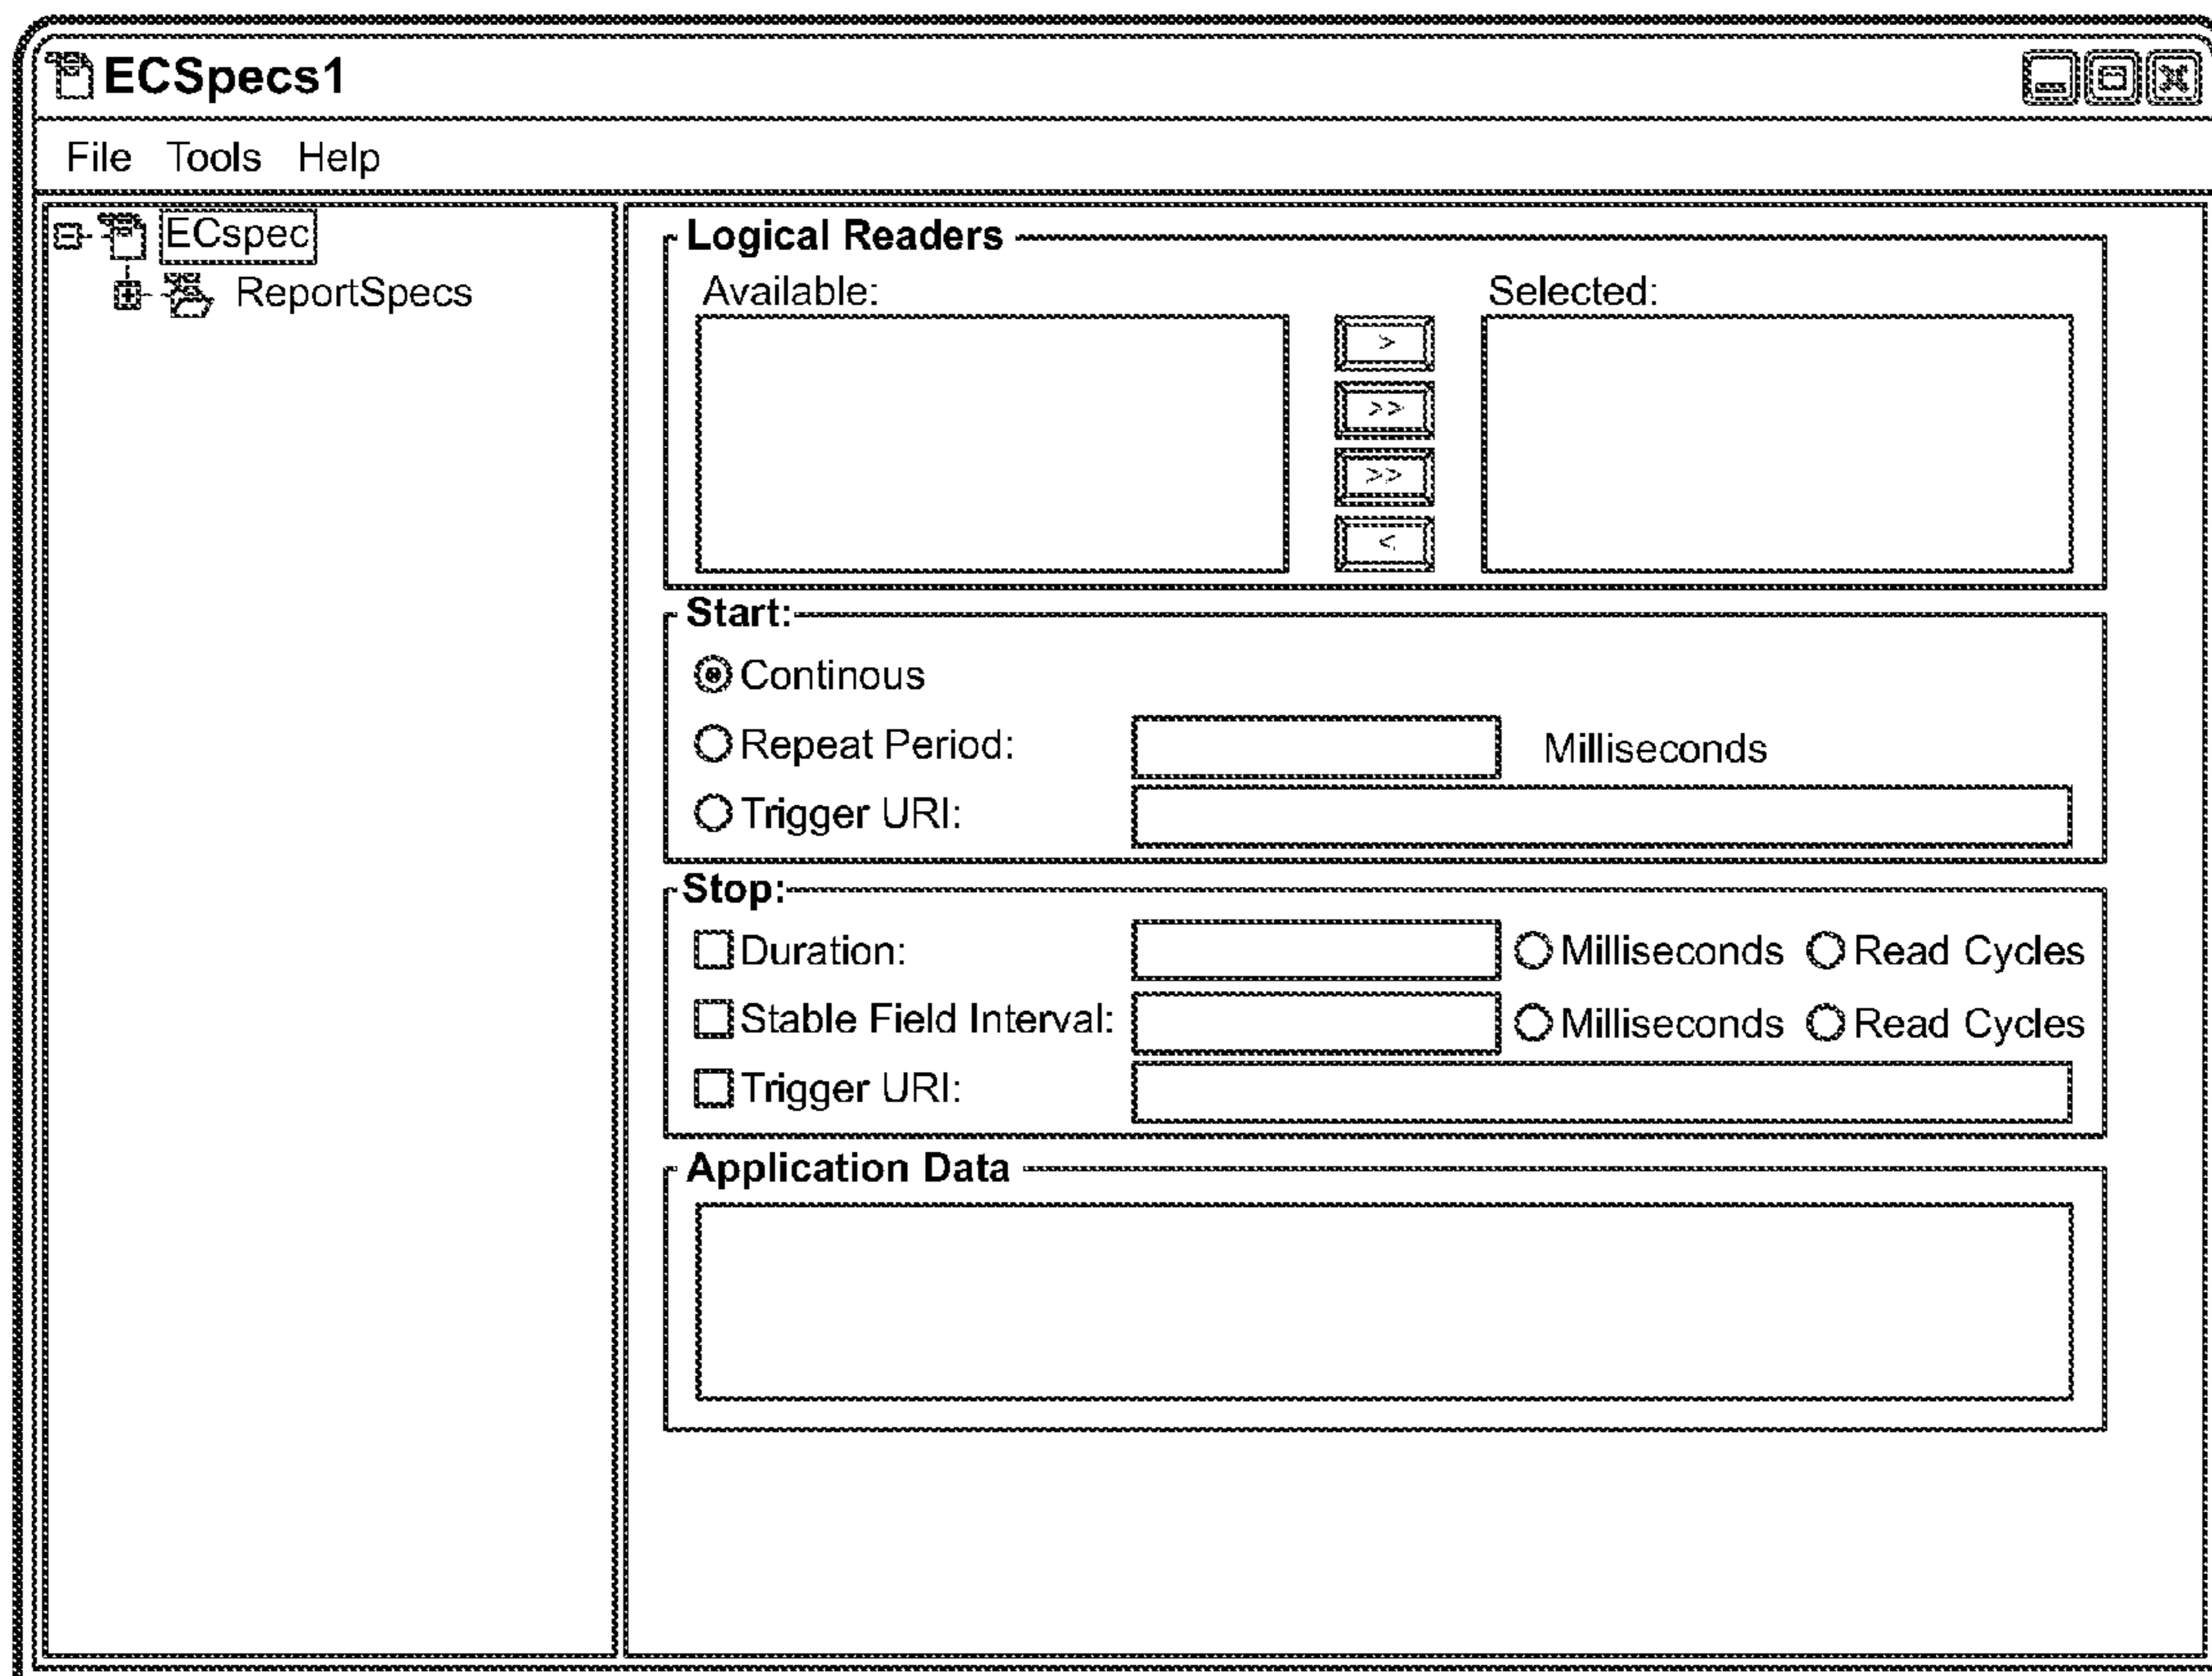 ECSpecs1
File Tools Help
ECspec
ReportSpecs
Logical Readers
Available:
Selected:
>
>>
>>
<
Start:
Continous
Repeat Period: Milliseconds
Trigger URI:
Stop:
Duration: Milliseconds Read Cycles
Stable Field Interval: Milliseconds Read Cycles
Trigger URI:
Application Data